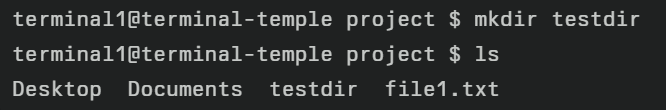 terminal1@terminal-temple project $ mkdir testdir
terminal1@terminal-temple project $ ls
Desktop  Documents  testdir  file1.txt